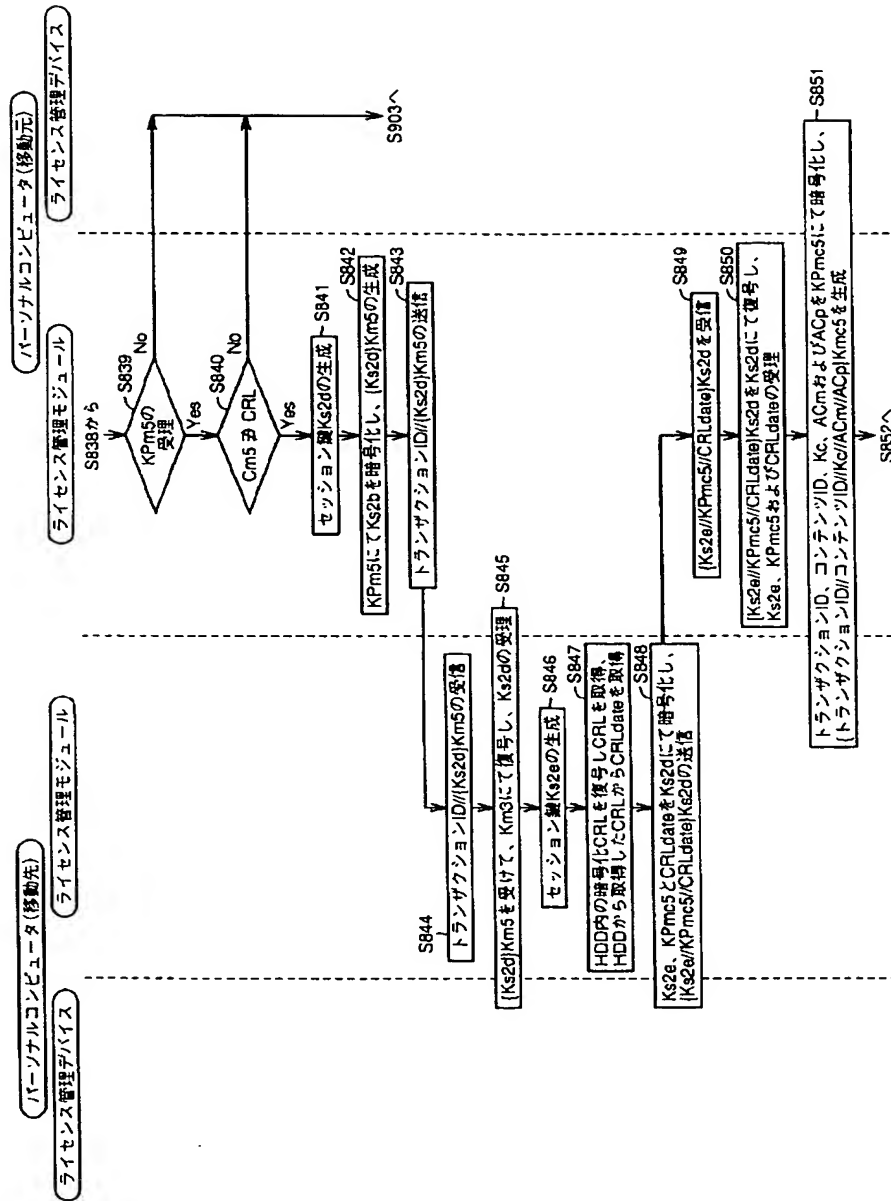 パーソナルコンピュータ(移動先)
パーソナルコンピュータ(移動元)
ライセンス管理デバイス
ライセンス管理モジュール
ライセンス管理モジュール
ライセンス管理デバイス
S838から
S839
KPm5の
受理
No
Yes
S840
Cm5 ∌ CRL
No
Yes
S903へ
S841
セッション鍵Ks2dの生成
S842
KPm5にてKs2bを暗号化し、{Ks2d}Km5の生成
S843
トランザクションID//{Ks2d}Km5の送信
S844
トランザクションID//{Ks2d}Km5の受信
S845
{Ks2d}Km5を受けて、Km3にて復号し、Ks2dの受理
S846
セッション鍵Ks2eの生成
S847
HDD内の暗号化CRLを復号しCRLを取得、
HDDから取得したCRLからCRLdateを取得
S848
Ks2e、KPmc5とCRLdateをKs2dにて暗号化し、
{Ks2e//KPmc5//CRLdate}Ks2dの送信
S849
{Ks2e//KPmc5//CRLdate}Ks2dを受信
S850
{Ks2e//KPmc5//CRLdate}Ks2dをKs2dにて復号し、
Ks2e、KPmc5およびCRLdateの受理
S851
トランザクションID、コンテンツID、Kc、ACmおよびACpをKPmc5にて暗号化し、
{トランザクションID//コンテンツID//Kc//ACm//ACp}Kmc5を生成
S852へ